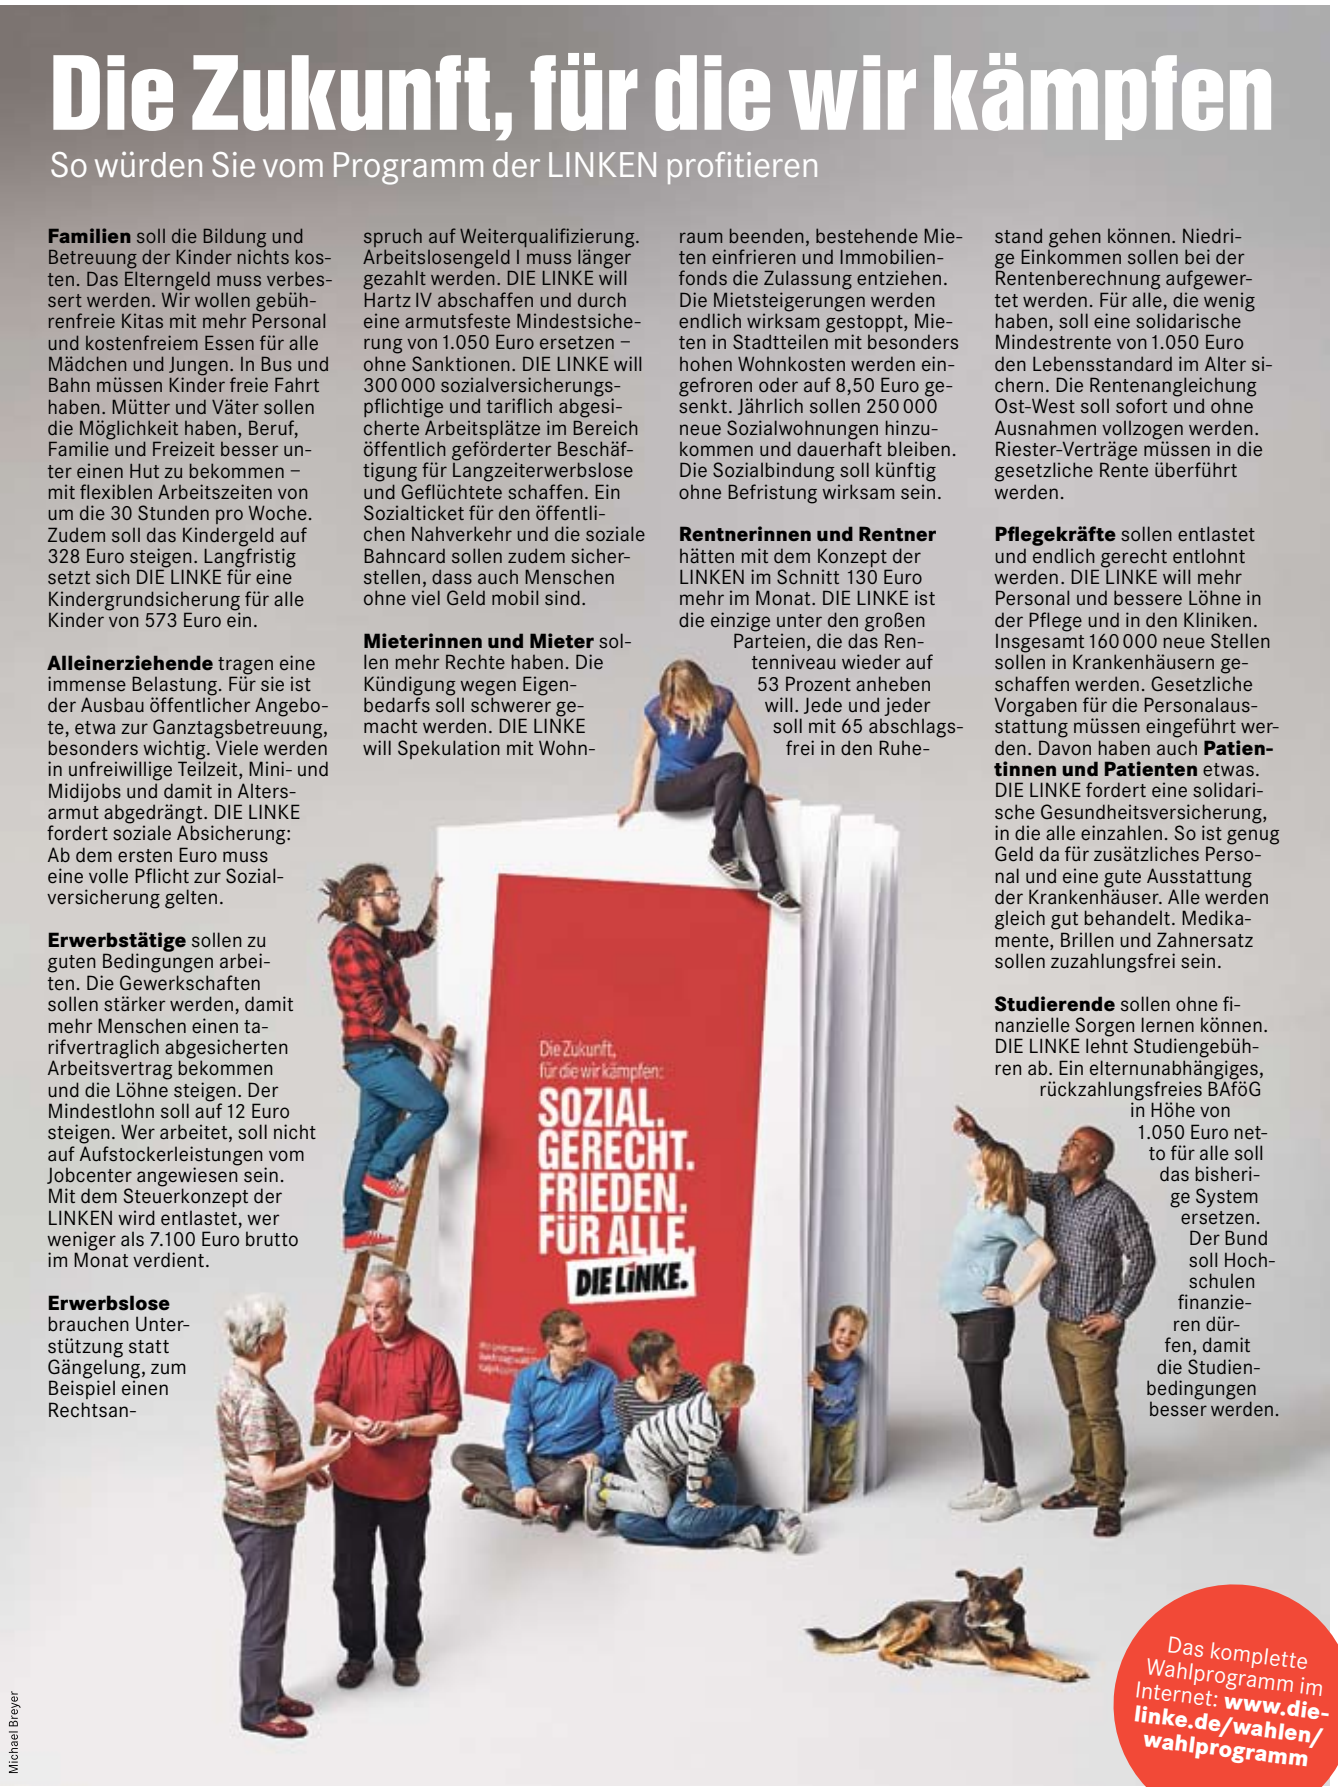 Die Zukunft, für die wir kämpfen
So würden Sie vom Programm der LINKEN profitieren
Familien soll die Bildung und
Betreuung der Kinder nichts kos-
ten. Das Elterngeld muss verbes-
sert werden. Wir wollen gebüh-
renfreie Kitas mit mehr Personal
und kostenfreiem Essen für alle
Mädchen und Jungen. In Bus und
Bahn müssen Kinder freie Fahrt
haben. Mütter und Väter sollen
die Möglichkeit haben, Beruf,
Familie und Freizeit besser un-
ter einen Hut zu bekommen –
mit flexiblen Arbeitszeiten von
um die 30 Stunden pro Woche.
Zudem soll das Kindergeld auf
328 Euro steigen. Langfristig
setzt sich DIE LINKE für eine
Kindergrundsicherung für alle
Kinder von 573 Euro ein.
Alleinerziehende tragen eine
immense Belastung. Für sie ist
der Ausbau öffentlicher Angebo-
te, etwa zur Ganztagsbetreuung,
besonders wichtig. Viele werden
in unfreiwillige Teilzeit, Mini- und
Midijobs und damit in Alters-
armut abgedrängt. DIE LINKE
fordert soziale Absicherung:
Ab dem ersten Euro muss
eine volle Pflicht zur Sozial-
versicherung gelten.
Erwerbstätige sollen zu
guten Bedingungen arbei-
ten. Die Gewerkschaften
sollen stärker werden, damit
mehr Menschen einen ta-
rifvertraglich abgesicherten
Arbeitsvertrag bekommen
und die Löhne steigen. Der
Mindestlohn soll auf 12 Euro
steigen. Wer arbeitet, soll nicht
auf Aufstockerleistungen vom
Jobcenter angewiesen sein.
Mit dem Steuerkonzept der
LINKEN wird entlastet, wer
weniger als 7.100 Euro brutto
im Monat verdient.
Erwerbslose
brauchen Unter-
stützung statt
Gängelung, zum
Beispiel einen
Rechtsan-
spruch auf Weiterqualifizierung.
Arbeitslosengeld I muss länger
gezahlt werden. DIE LINKE will
Hartz IV abschaffen und durch
eine armutsfeste Mindestsiche-
rung von 1.050 Euro ersetzen –
ohne Sanktionen. DIE LINKE will
300 000 sozialversicherungs-
pflichtige und tariflich abgesi-
cherte Arbeitsplätze im Bereich
öffentlich geförderter Beschäf-
tigung für Langzeiterwerbslose
und Geflüchtete schaffen. Ein
Sozialticket für den öffentli-
chen Nahverkehr und die soziale
Bahncard sollen zudem sicher-
stellen, dass auch Menschen
ohne viel Geld mobil sind.
Mieterinnen und Mieter sol-
len mehr Rechte haben. Die
Kündigung wegen Eigen-
bedarfs soll schwerer ge-
macht werden. DIE LINKE
will Spekulation mit Wohn-
raum beenden, bestehende Mie-
ten einfrieren und Immobilien-
fonds die Zulassung entziehen.
Die Mietsteigerungen werden
endlich wirksam gestoppt, Mie-
ten in Stadtteilen mit besonders
hohen Wohnkosten werden ein-
gefroren oder auf 8,50 Euro ge-
senkt. Jährlich sollen 250 000
neue Sozialwohnungen hinzu-
kommen und dauerhaft bleiben.
Die Sozialbindung soll künftig
ohne Befristung wirksam sein.
Rentnerinnen und Rentner
hätten mit dem Konzept der
LINKEN im Schnitt 130 Euro
mehr im Monat. DIE LINKE ist
die einzige unter den großen
Parteien, die das Ren-
tenniveau wieder auf
53 Prozent anheben
will. Jede und jeder
soll mit 65 abschlags-
frei in den Ruhe-
stand gehen können. Niedri-
ge Einkommen sollen bei der
Rentenberechnung aufgewer-
tet werden. Für alle, die wenig
haben, soll eine solidarische
Mindestrente von 1.050 Euro
den Lebensstandard im Alter si-
chern. Die Rentenangleichung
Ost-West soll sofort und ohne
Ausnahmen vollzogen werden.
Riester-Verträge müssen in die
gesetzliche Rente überführt
werden.
Pflegekräfte sollen entlastet
und endlich gerecht entlohnt
werden. DIE LINKE will mehr
Personal und bessere Löhne in
der Pflege und in den Kliniken.
Insgesamt 160 000 neue Stellen
sollen in Krankenhäusern ge-
schaffen werden. Gesetzliche
Vorgaben für die Personalaus-
stattung müssen eingeführt wer-
den. Davon haben auch Patien-
tinnen und Patienten etwas.
DIE LINKE fordert eine solidari-
sche Gesundheitsversicherung,
in die alle einzahlen. So ist genug
Geld da für zusätzliches Perso-
nal und eine gute Ausstattung
der Krankenhäuser. Alle werden
gleich gut behandelt. Medika-
mente, Brillen und Zahnersatz
sollen zuzahlungsfrei sein.
Studierende sollen ohne fi-
nanzielle Sorgen lernen können.
DIE LINKE lehnt Studiengebüh-
ren ab. Ein elternunabhängiges,
rückzahlungsfreies BAföG
in Höhe von
1.050 Euro net-
to für alle soll
das bisheri-
ge System
ersetzen.
Der Bund
soll Hoch-
schulen
finanzie-
ren dür-
fen, damit
die Studien-
bedingungen
besser werden.
Die Zukunft,
für die wir kämpfen:
SOZIAL.
GERECHT.
FRIEDEN.
FÜR ALLE.
DIE LINKE.
Das komplette
Wahlprogramm im
Internet: www.die-
linke.de/wahlen/
wahlprogramm
Michael Breyer